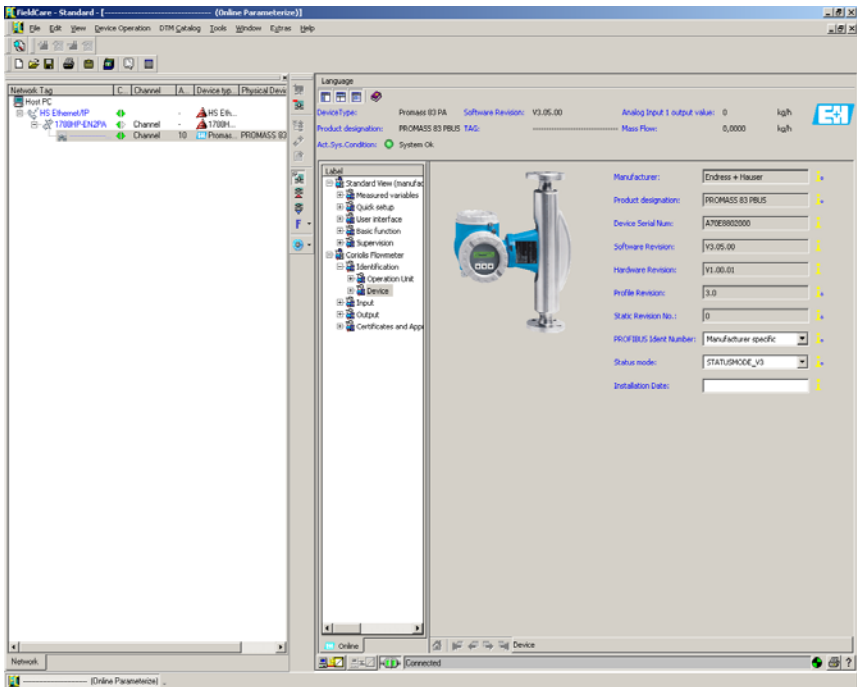 FieldCare - Standard - [---------------------------------- (Online Parameterize)]
File Edit View Device Operation DTM Catalog Tools Window Extras Help
Network Tag C... Channel A... Device typ... Physical Devi
Host PC
HS Ethernet/IP - HS Eth...
1788HP-EN2PA Channel - 1788H...
Channel 10 Promas... PROMASS 83
Network
Language
DeviceType: Promass 83 PA Software Revision: V3.05.00 Analog Input 1 output value: 0 kg/h
Product designation: PROMASS 83 PBUS TAG: -------------------------------- Mass Flow: 0,0000 kg/h
Act.Sys.Condition: System Ok
E+H
Label
Standard View (manufac
Measured variables
Quick setup
User interface
Basic function
Supervision
Coriolis Flowmeter
Identification
Operation Unit
Device
Input
Output
Certificates and Appr
Manufacturer: Endress + Hauser
Product designation: PROMASS 83 PBUS
Device Serial Num: A70E8802000
Software Revision: V3.05.00
Hardware Revision: V1.00.01
Profile Revision: 3.0
Static Revision No.: 0
PROFIBUS Ident Number: Manufacturer specific
Status mode: STATUSMODE_V3
Installation Date:
Online
Device
Connected
-------------------- (Online Parameterize)